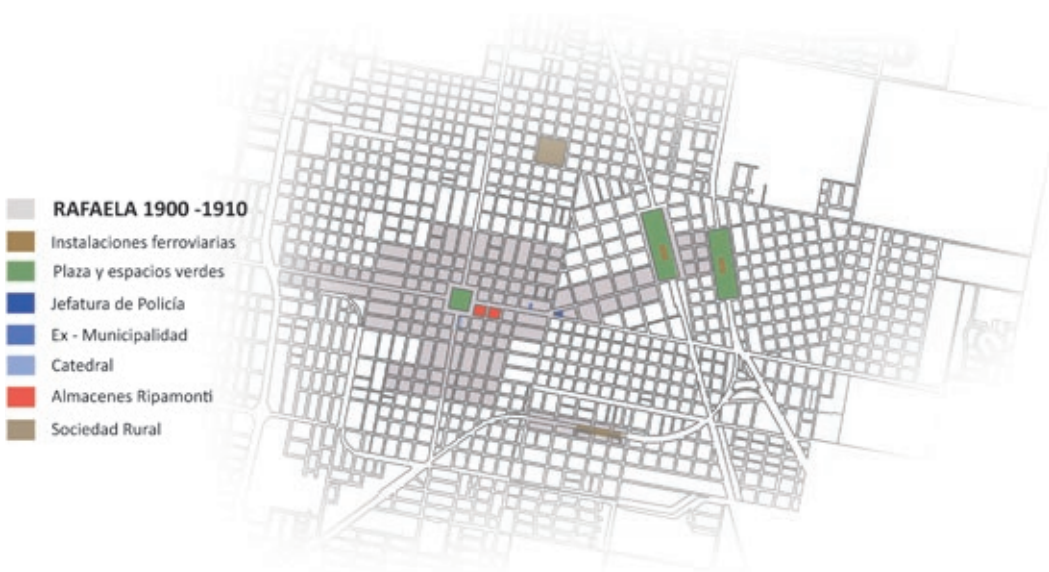 RAFAELA 1900 -1910
Instalaciones ferroviarias
Plaza y espacios verdes
Jefatura de Policía
Ex - Municipalidad
Catedral
Almacenes Ripamonti
Sociedad Rural